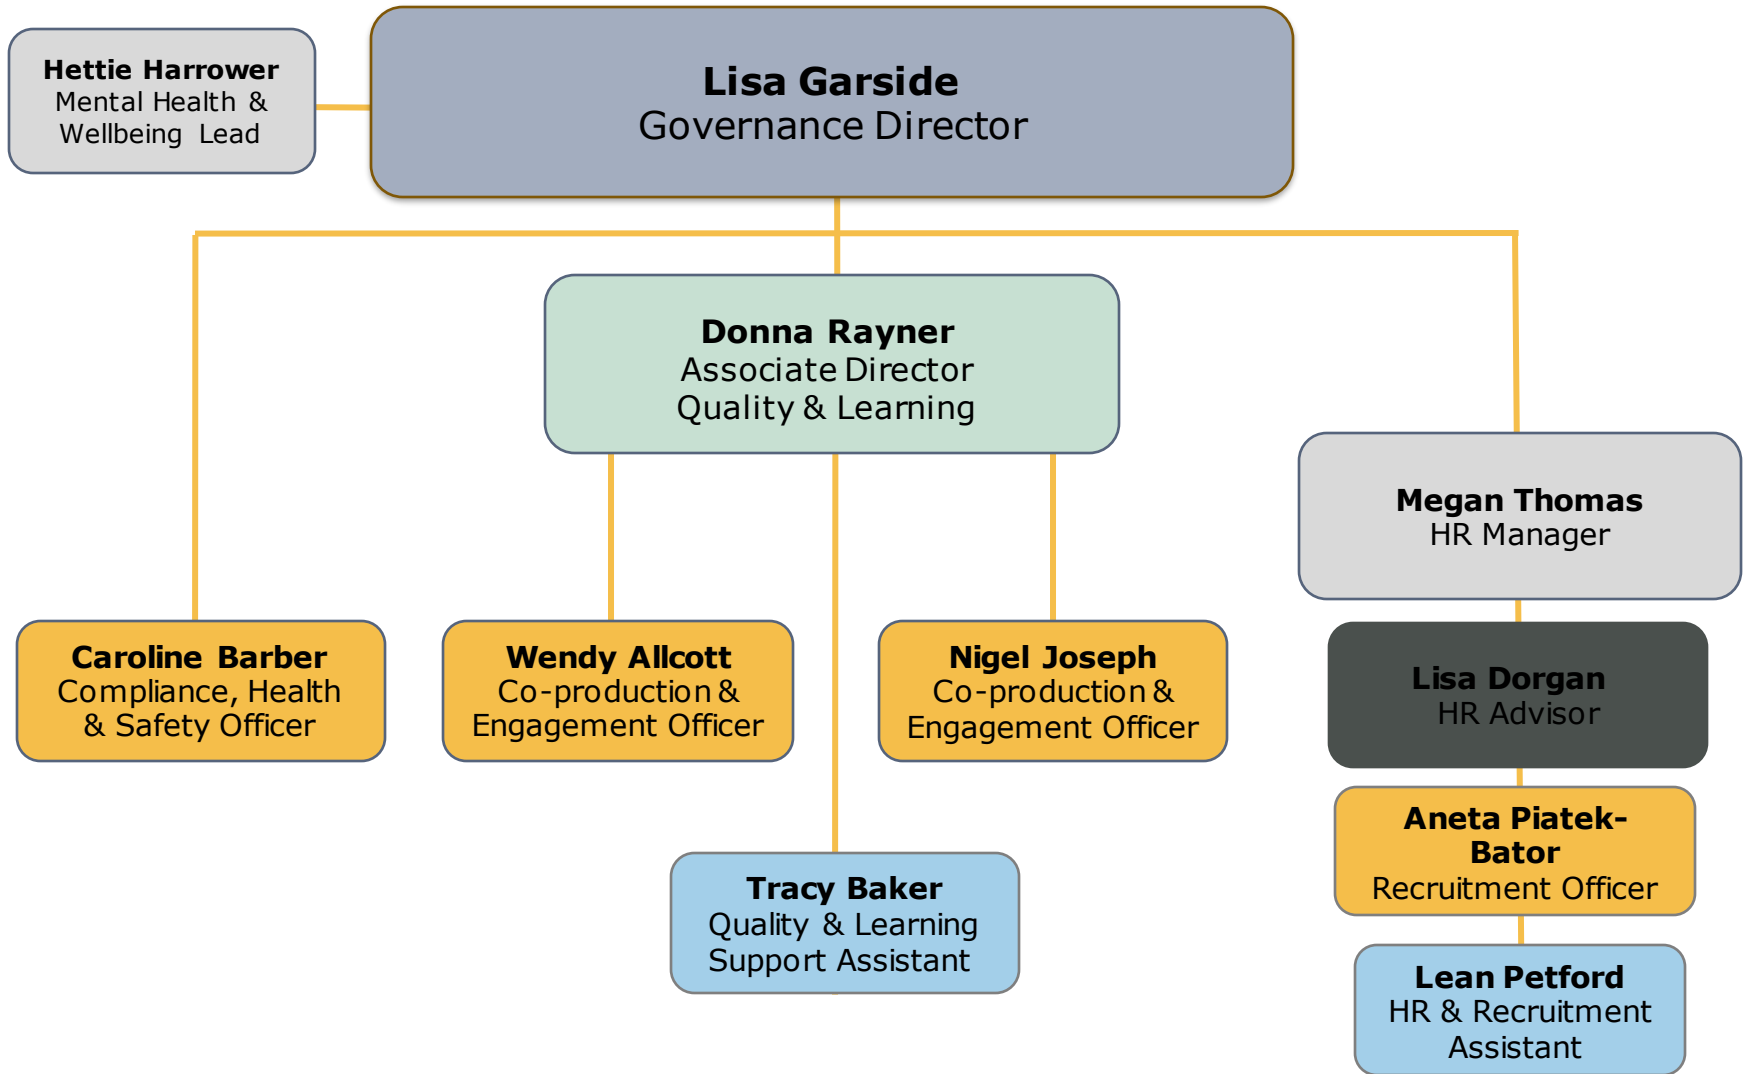 Hettie Harrower
Mental Health &
Wellbeing Lead
Lisa Garside
Governance Director
Donna Rayner
Associate Director
Quality & Learning
Megan Thomas
HR Manager
Caroline Barber
Compliance, Health
& Safety Officer
Wendy Allcott
Co-production &
Engagement Officer
Nigel Joseph
Co-production &
Engagement Officer
Lisa Dorgan
HR Advisor
Aneta Piatek-
Bator
Recruitment Officer
Tracy Baker
Quality & Learning
Support Assistant
Lean Petford
HR & Recruitment
Assistant